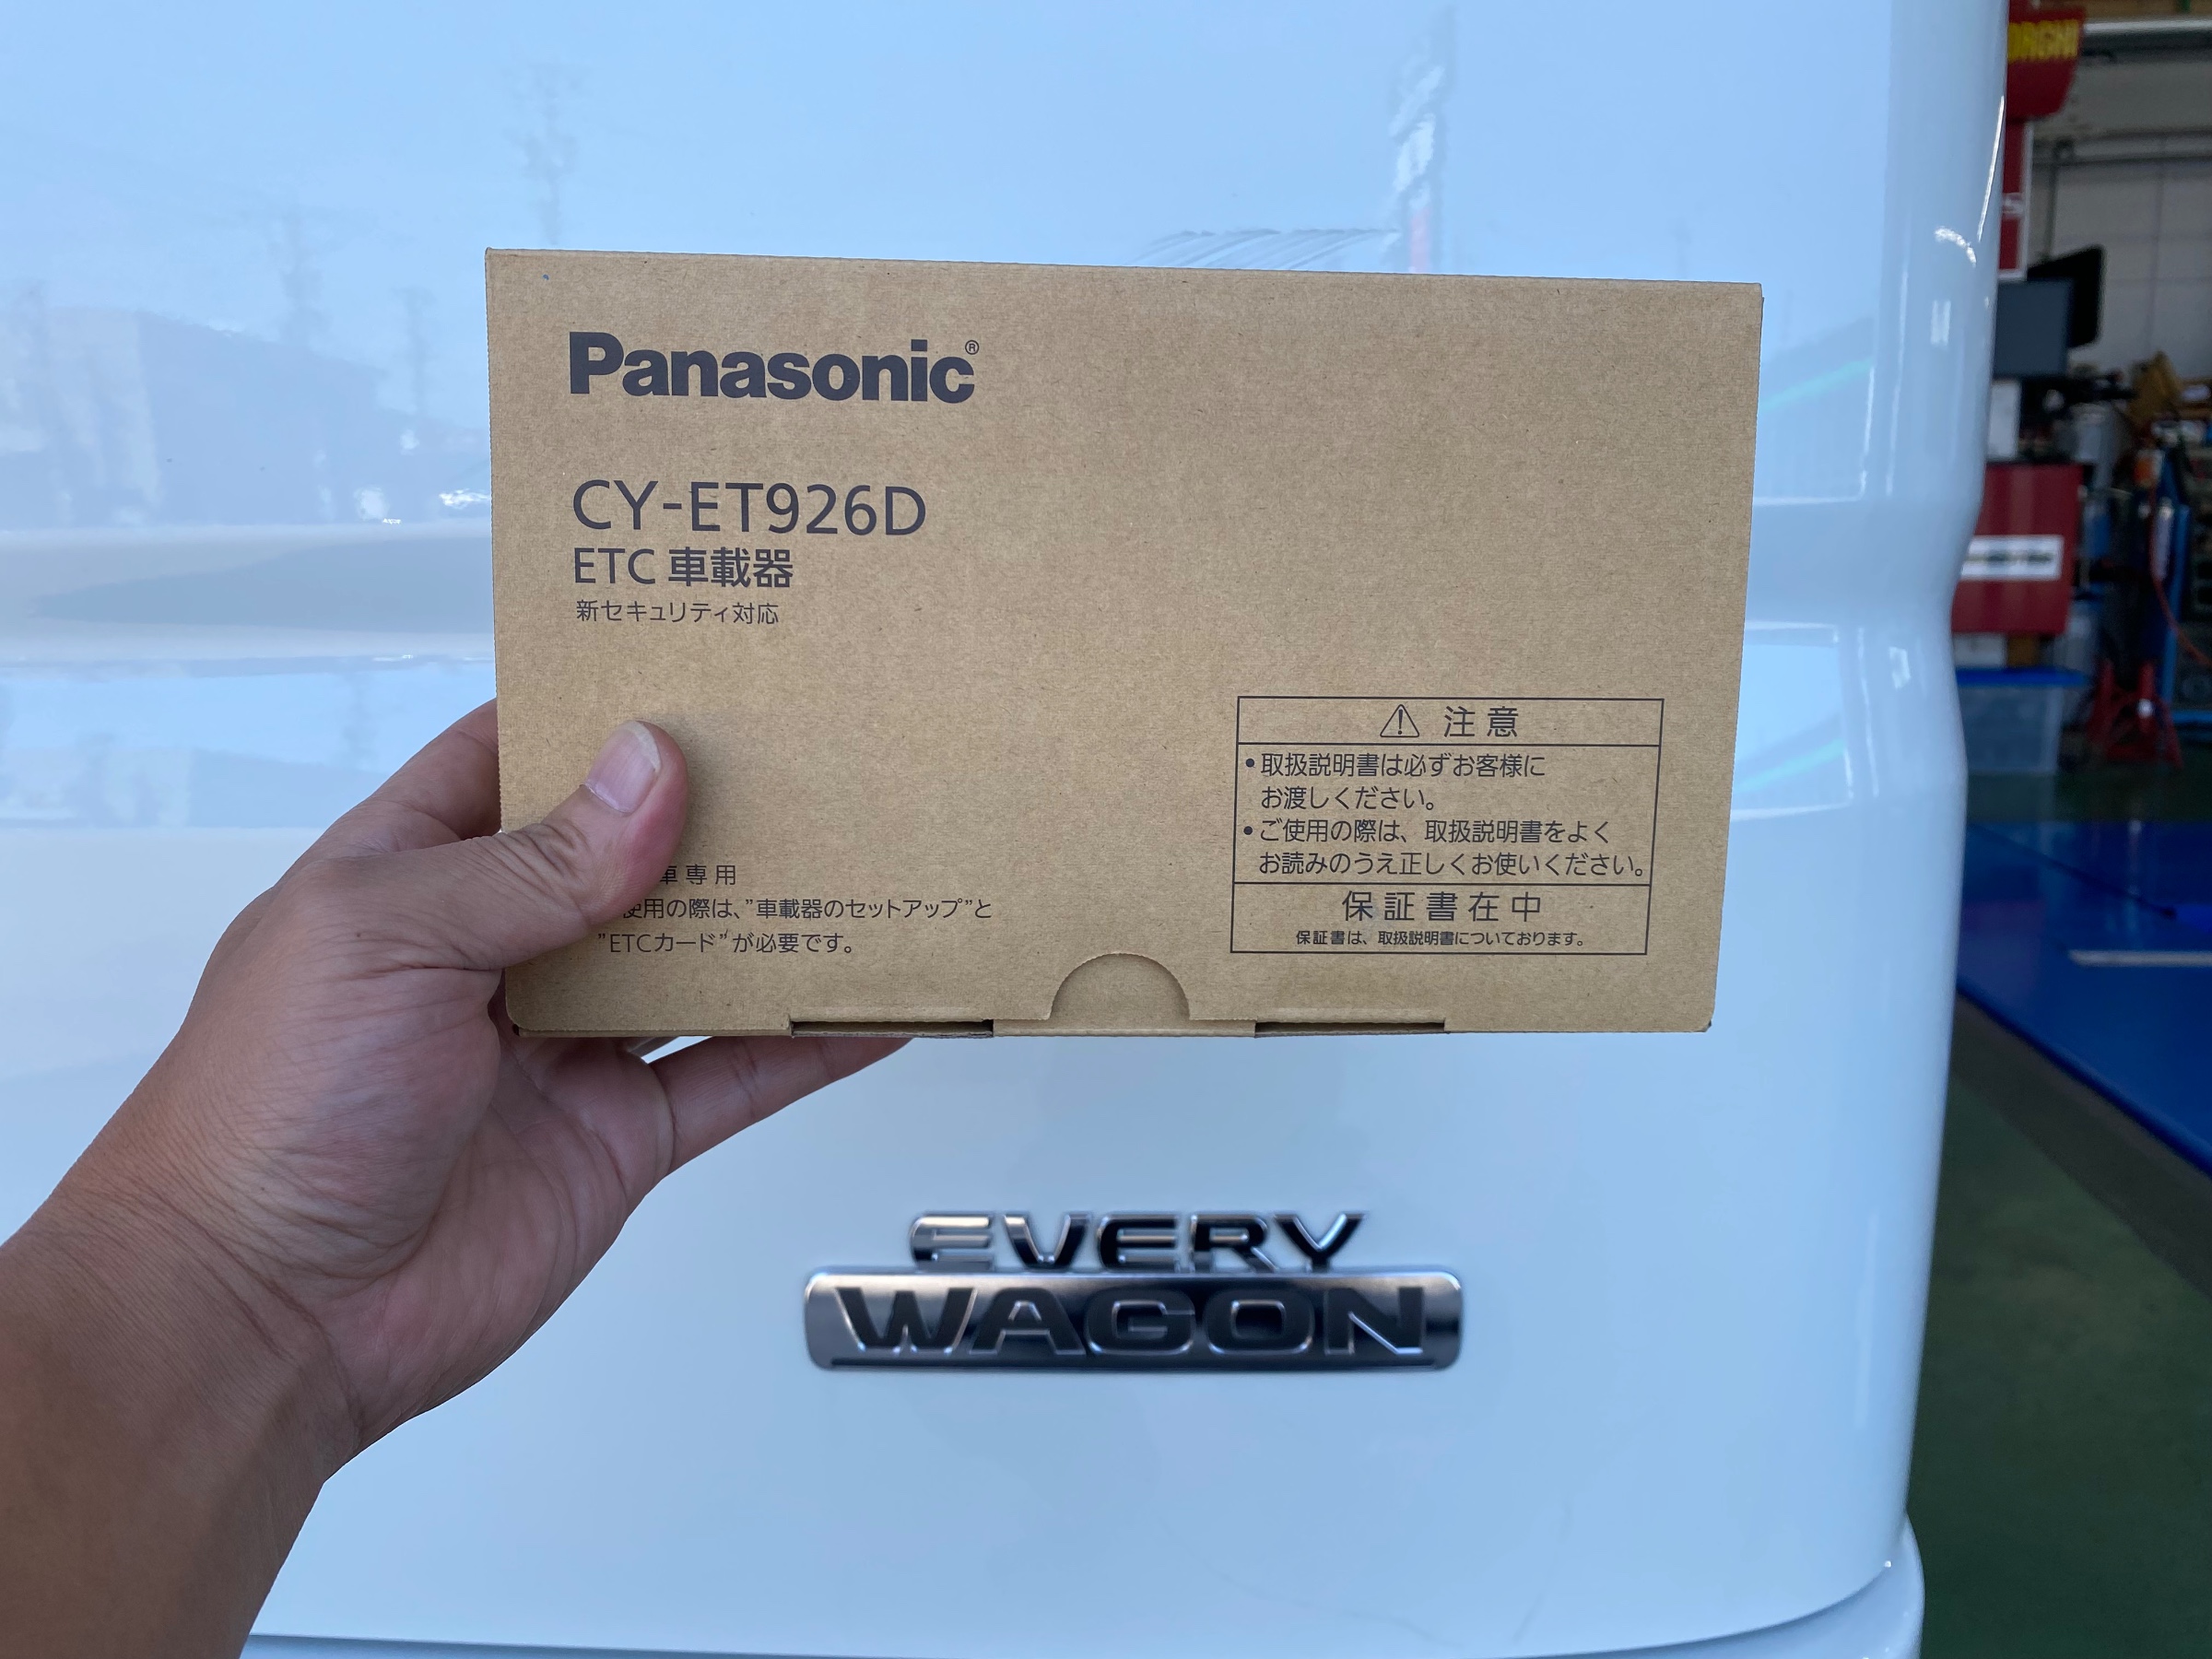 Panasonic®
CY-ET926D
ETC 車載器
新セキュリティ対応
車専用
使用の際は、"車載器のセットアップ"と
"ETCカード"が必要です。
⚠ 注意
•取扱説明書は必ずお客様に
お渡しください。
•ご使用の際は、取扱説明書をよく
お読みのうえ正しくお使いください。
保証書在中
保証書は、取扱説明書についております。
EVERY
WAGON